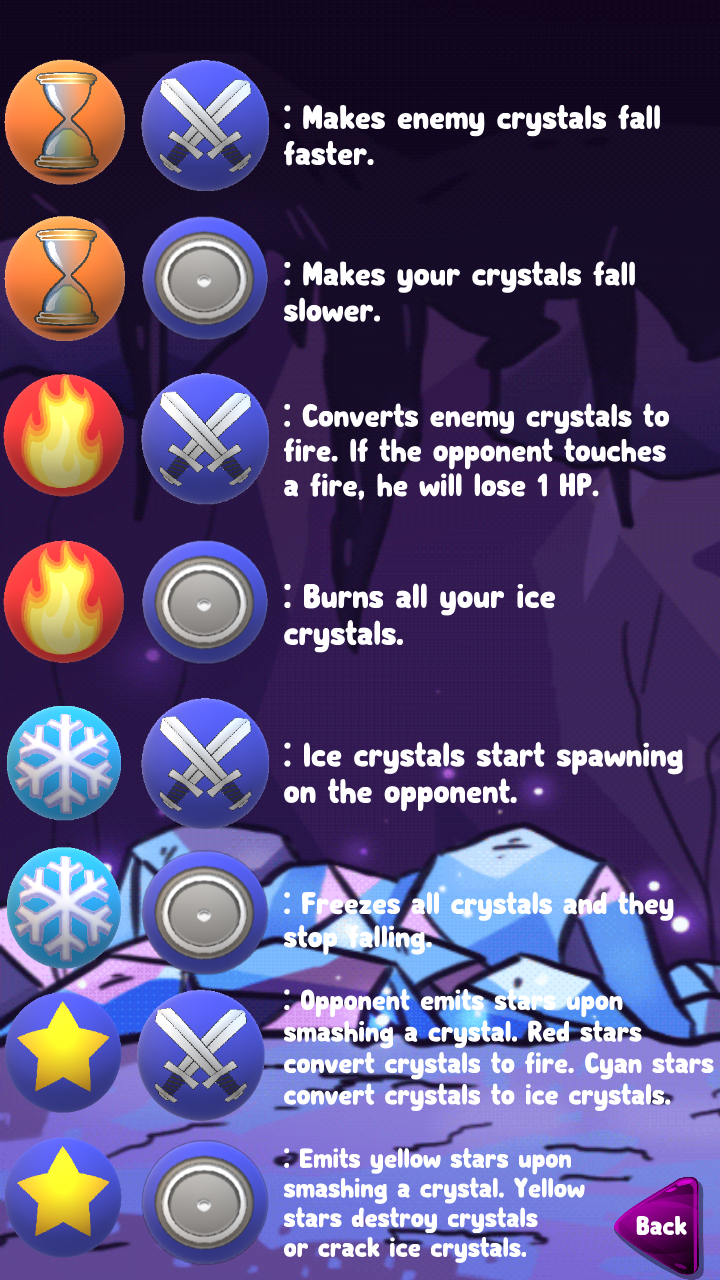 : Makes enemy crystals fall
faster.
: Makes your crystals fall
slower.
: Converts enemy crystals to
fire. If the opponent touches
a fire, he will lose 1 HP.
: Burns all your ice
crystals.
: Ice crystals start spawning
on the opponent.
: Freezes all crystals and they
stop falling.
: Opponent emits stars upon
smashing a crystal. Red stars
convert crystals to fire. Cyan stars
convert crystals to ice crystals.
: Emits yellow stars upon
smashing a crystal. Yellow
stars destroy crystals
or crack ice crystals.
Back